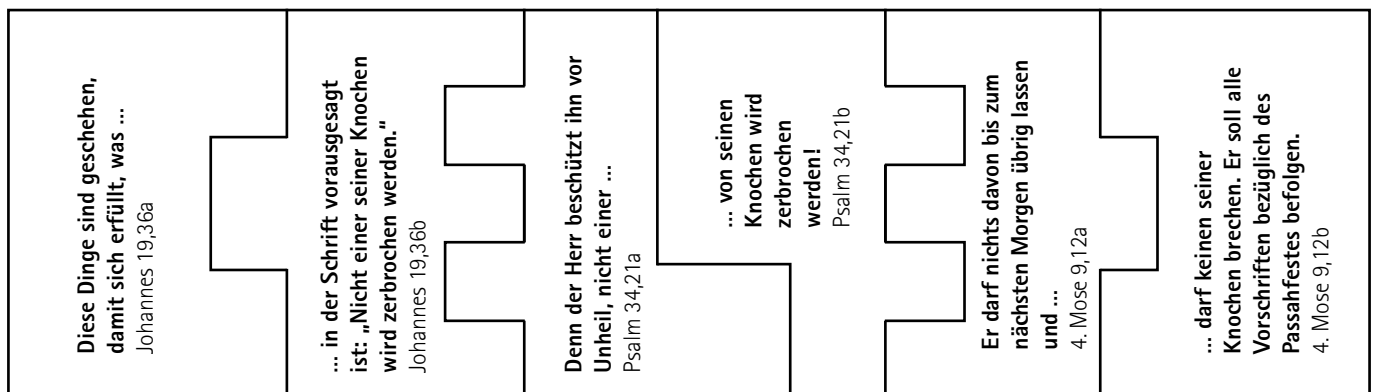 Diese Dinge sind geschehen,
damit sich erfüllt, was ...
Johannes 19,36a
... in der Schrift vorausgesagt
ist: „Nicht einer seiner Knochen
wird zerbrochen werden.“
Johannes 19,36b
Denn der Herr beschützt ihn vor
Unheil, nicht einer ...
Psalm 34,21a
... von seinen
Knochen wird
zerbrochen
werden!
Psalm 34,21b
Er darf nichts davon bis zum
nächsten Morgen übrig lassen
und ...
4. Mose 9,12a
... darf keinen seiner
Knochen brechen. Er soll alle
Vorschriften bezüglich des
Passahfestes befolgen.
4. Mose 9,12b